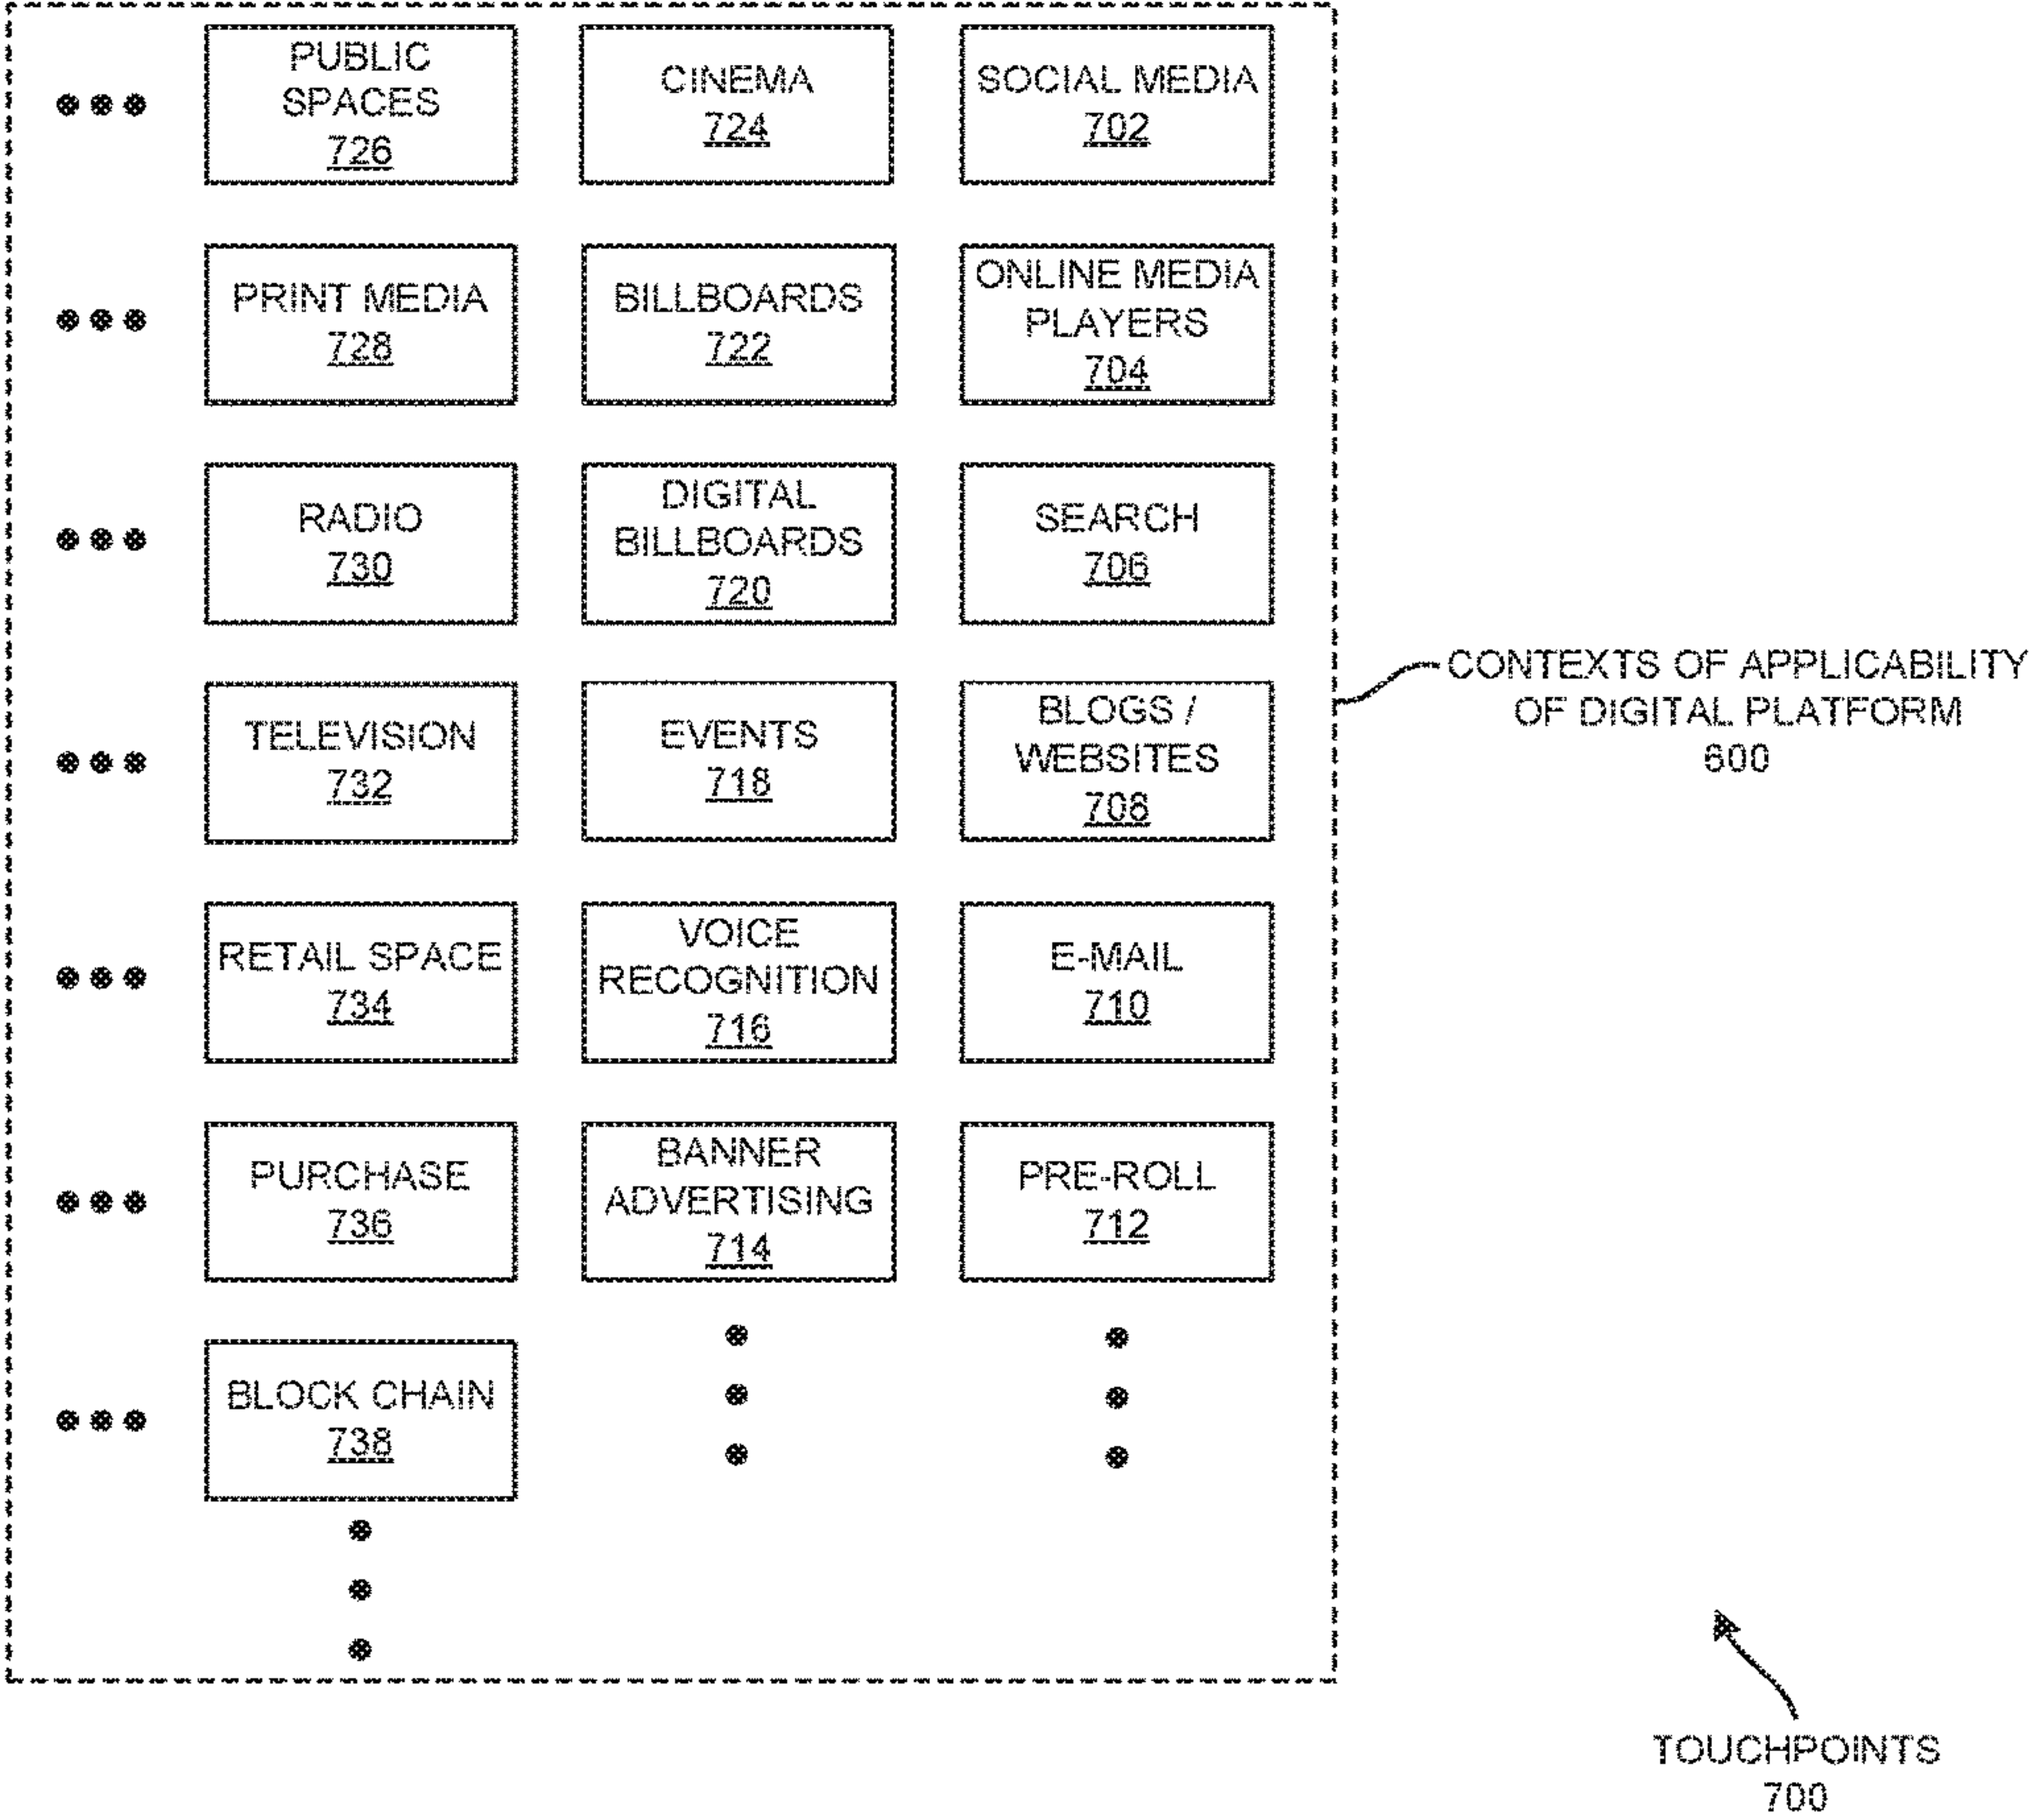 PUBLIC
SPACES
726
CINEMA
724
SOCIAL MEDIA
702
PRINT MEDIA
728
BILLBOARDS
722
ONLINE MEDIA
PLAYERS
704
RADIO
730
DIGITAL
BILLBOARDS
720
SEARCH
706
TELEVISION
732
EVENTS
718
BLOGS /
WEBSITES
708
CONTEXTS OF APPLICABILITY
OF DIGITAL PLATFORM
600
RETAIL SPACE
734
VOICE
RECOGNITION
716
E-MAIL
710
PURCHASE
736
BANNER
ADVERTISING
714
PRE-ROLL
712
BLOCK CHAIN
738
TOUCHPOINTS
700